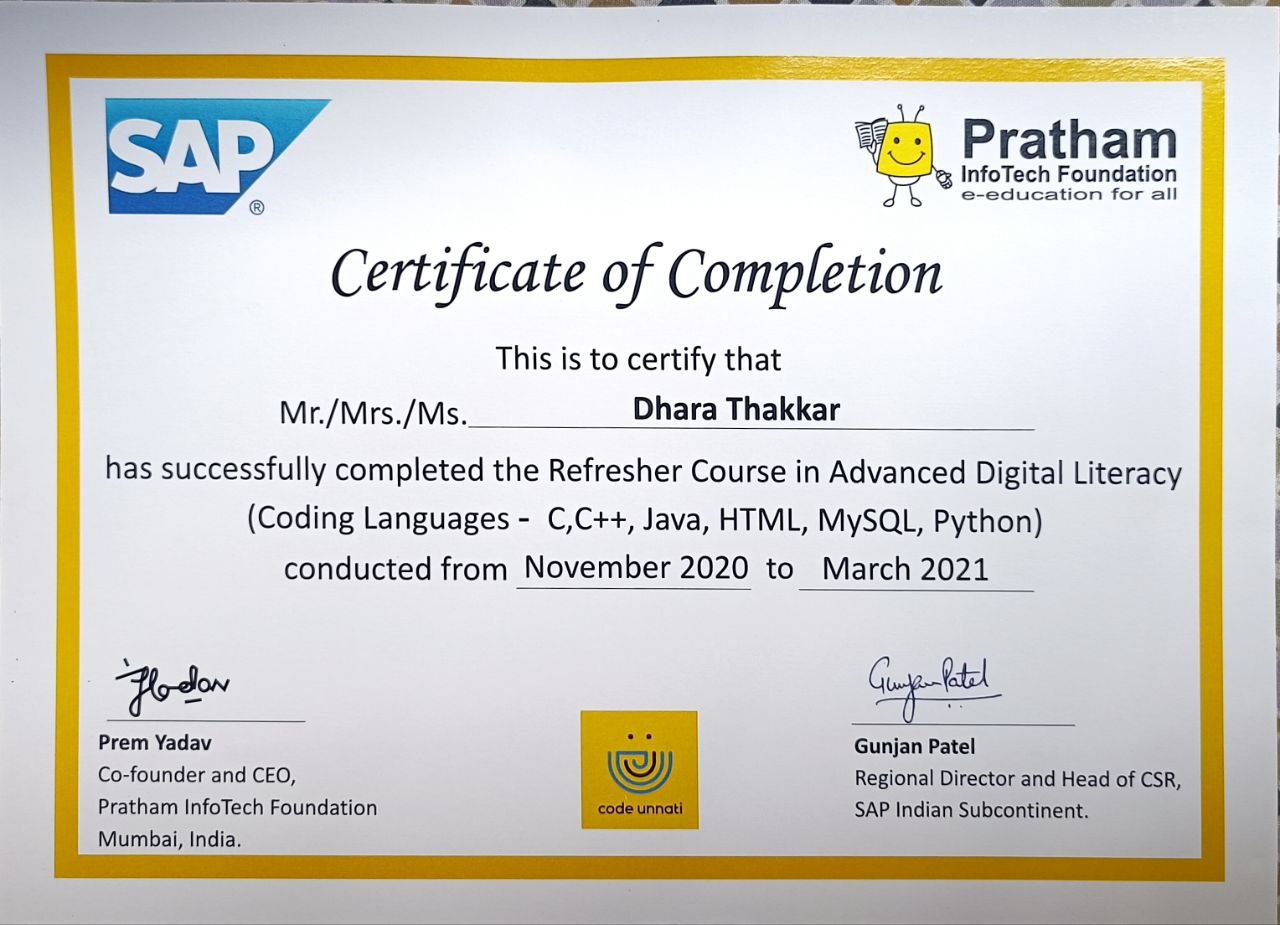 SAP
®
Pratham
InfoTech Foundation
e-education for all
Certificate of Completion
This is to certify that
Mr./Mrs./Ms. Dhara Thakkar
has successfully completed the Refresher Course in Advanced Digital Literacy
(Coding Languages - C,C++, Java, HTML, MySQL, Python)
conducted from November 2020 to March 2021
Gunjan Patel
Prem Yadav
Co-founder and CEO,
Pratham InfoTech Foundation
Mumbai, India.
code unnati
Gunjan Patel
Regional Director and Head of CSR,
SAP Indian Subcontinent.